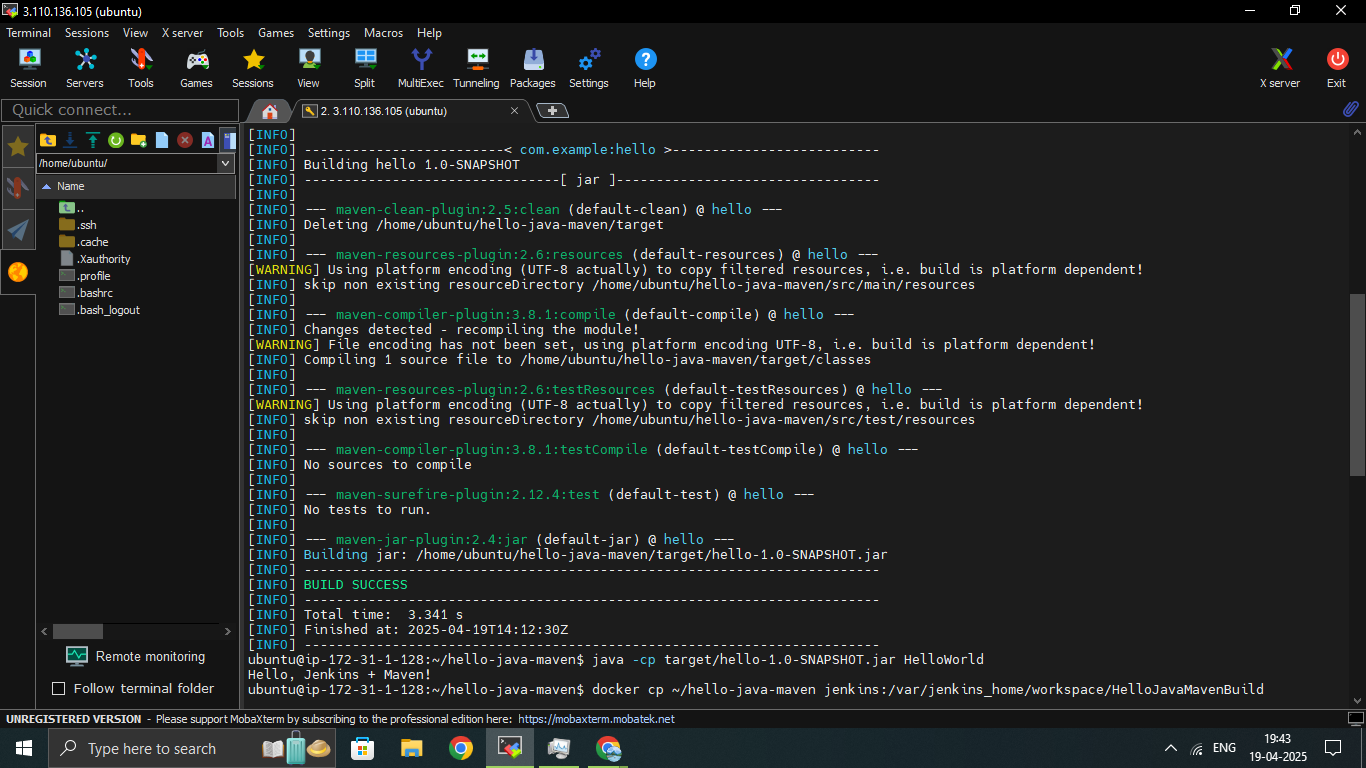 3.110.136.105 (ubuntu)
Terminal Sessions View X server Tools Games Settings Macros Help
Session Servers Tools Games Sessions View Split MultiExec Tunneling Packages Settings Help X server Exit
Quick connect...
2. 3.110.136.105 (ubuntu)
/home/ubuntu/
Name
..
.ssh
.cache
.Xauthority
.profile
.bashrc
.bash_logout
Remote monitoring
Follow terminal folder
[INFO]
[INFO] -------------------------< com.example:hello >--------------------------
[INFO] Building hello 1.0-SNAPSHOT
[INFO] --------------------------------[ jar ]---------------------------------
[INFO]
[INFO] --- maven-clean-plugin:2.5:clean (default-clean) @ hello ---
[INFO] Deleting /home/ubuntu/hello-java-maven/target
[INFO]
[INFO] --- maven-resources-plugin:2.6:resources (default-resources) @ hello ---
[WARNING] Using platform encoding (UTF-8 actually) to copy filtered resources, i.e. build is platform dependent!
[INFO] skip non existing resourceDirectory /home/ubuntu/hello-java-maven/src/main/resources
[INFO]
[INFO] --- maven-compiler-plugin:3.8.1:compile (default-compile) @ hello ---
[INFO] Changes detected - recompiling the module!
[WARNING] File encoding has not been set, using platform encoding UTF-8, i.e. build is platform dependent!
[INFO] Compiling 1 source file to /home/ubuntu/hello-java-maven/target/classes
[INFO]
[INFO] --- maven-resources-plugin:2.6:testResources (default-testResources) @ hello ---
[WARNING] Using platform encoding (UTF-8 actually) to copy filtered resources, i.e. build is platform dependent!
[INFO] skip non existing resourceDirectory /home/ubuntu/hello-java-maven/src/test/resources
[INFO]
[INFO] --- maven-compiler-plugin:3.8.1:testCompile (default-testCompile) @ hello ---
[INFO] No sources to compile
[INFO]
[INFO] --- maven-surefire-plugin:2.12.4:test (default-test) @ hello ---
[INFO] No tests to run.
[INFO]
[INFO] --- maven-jar-plugin:2.4:jar (default-jar) @ hello ---
[INFO] Building jar: /home/ubuntu/hello-java-maven/target/hello-1.0-SNAPSHOT.jar
[INFO] ------------------------------------------------------------------------
[INFO] BUILD SUCCESS
[INFO] ------------------------------------------------------------------------
[INFO] Total time:  3.341 s
[INFO] Finished at: 2025-04-19T14:12:30Z
[INFO] ------------------------------------------------------------------------
ubuntu@ip-172-31-1-128:~/hello-java-maven$ java -cp target/hello-1.0-SNAPSHOT.jar HelloWorld
Hello, Jenkins + Maven!
ubuntu@ip-172-31-1-128:~/hello-java-maven$ docker cp ~/hello-java-maven jenkins:/var/jenkins_home/workspace/HelloJavaMavenBuild
UNREGISTERED VERSION - Please support MobaXterm by subscribing to the professional edition here: https://mobaxterm.mobatek.net
Type here to search
ENG
19:43
19-04-2025